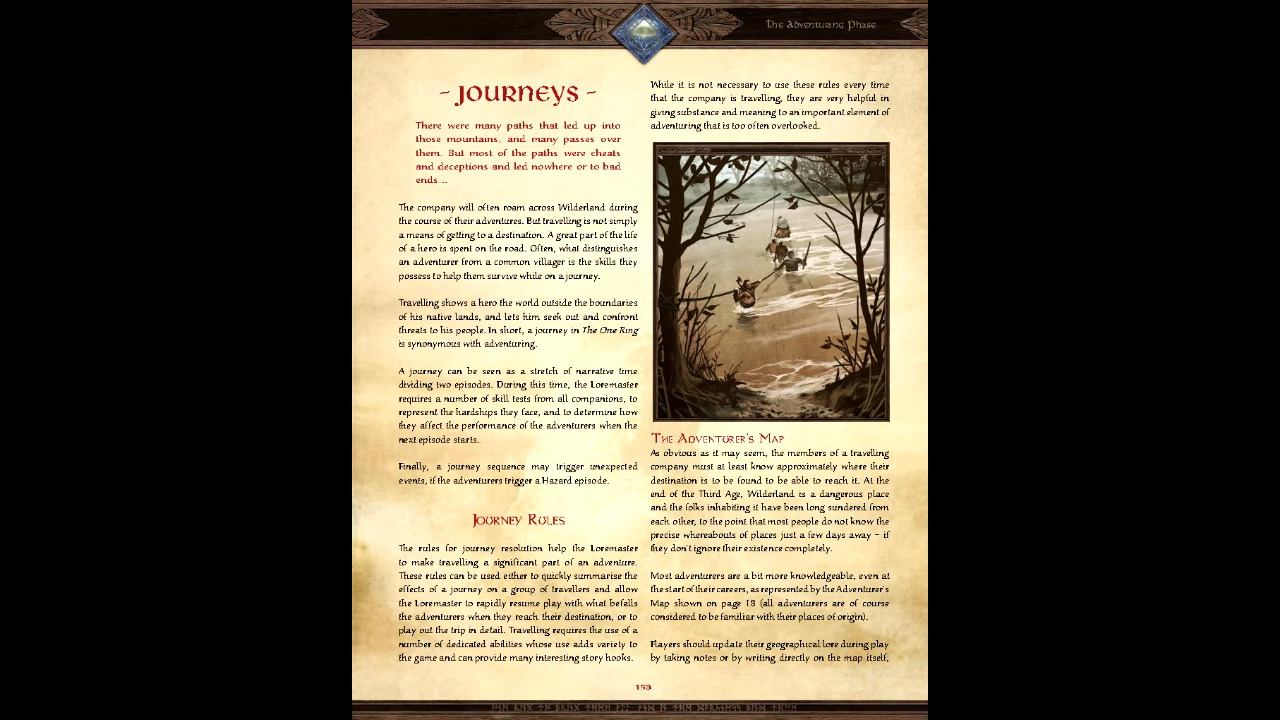 The Adventuring Phase
- Journeys -
There were many paths that led up into
those mountains, and many passes over
them. But most of the paths were cheats
and deceptions and led nowhere or to bad
ends ...
The company will often roam across Wilderland during
the course of their adventures. But travelling is not simply
a means of getting to a destination. A great part of the life
of a hero is spent on the road. Often, what distinguishes
an adventurer from a common villager is the skills they
possess to help them survive while on a journey.
Travelling shows a hero the world outside the boundaries
of his native lands, and lets him seek out and confront
threats to his people. In short, a journey in The One Ring
is synonymous with adventuring.
A journey can be seen as a stretch of narrative time
dividing two episodes. During this time, the Loremaster
requires a number of skill tests from all companions, to
represent the hardships they face, and to determine how
they affect the performance of the adventurers when the
next episode starts.
Finally, a journey sequence may trigger unexpected
events, if the adventurers trigger a Hazard episode.
Journey Rules
The rules for journey resolution help the Loremaster
to make travelling a significant part of an adventure.
These rules can be used either to quickly summarise the
effects of a journey on a group of travellers and allow
the Loremaster to rapidly resume play with what befalls
the adventurers when they reach their destination, or to
play out the trip in detail. Travelling requires the use of a
number of dedicated abilities whose use adds variety to
the game and can provide many interesting story hooks.
While it is not necessary to use these rules every time
that the company is travelling, they are very helpful in
giving substance and meaning to an important element of
adventuring that is too often overlooked.
The Adventurer's Map
As obvious as it may seem, the members of a travelling
company must at least know approximately where their
destination is to be found to be able to reach it. At the
end of the Third Age, Wilderland is a dangerous place
and the folks inhabiting it have been long sundered from
each other, to the point that most people do not know the
precise whereabouts of places just a few days away – if
they don't ignore their existence completely.
Most adventurers are a bit more knowledgeable, even at
the start of their careers, as represented by the Adventurer's
Map shown on page 13 (all adventurers are of course
considered to be familiar with their places of origin).
Players should update their geographical lore during play
by taking notes or by writing directly on the map itself,
153